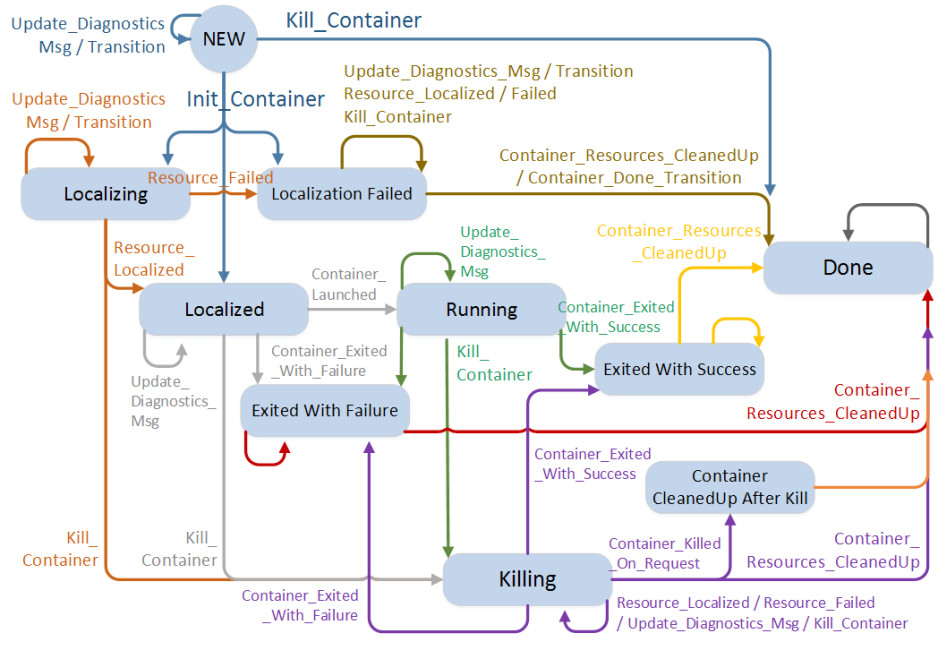 Update_Diagnostics
Msg / Transition
NEW
Kill_Container
Update_Diagnostics
Msg / Transition
Init_Container
Update_Diagnostics_Msg / Transition
Resource_Localized / Failed
Kill_Container
Container_Resources_CleanedUp
/ Container_Done_Transition
Localizing
Resource_Failed
Localization Failed
Resource_
Localized
Container_
Launched
Update_
Diagnostics_
Msg
Container_Resources
_CleanedUp
Done
Localized
Running
Container_Exited
_With_Success
Container_Exited
_With_Failure
Kill_
Container
Exited With Success
Update_
Diagnostics_
Msg
Exited With Failure
Container_
Resources_CleanedUp
Container_Exited
_With_Success
Container
CleanedUp After Kill
Kill_
Container
Kill_
Container
Container_Killed
_On_Request
Container_
Resources_CleanedUp
Killing
Container_Exited
_With_Failure
Resource_Localized / Resource_Failed
/ Update_Diagnostics_Msg / Kill_Container